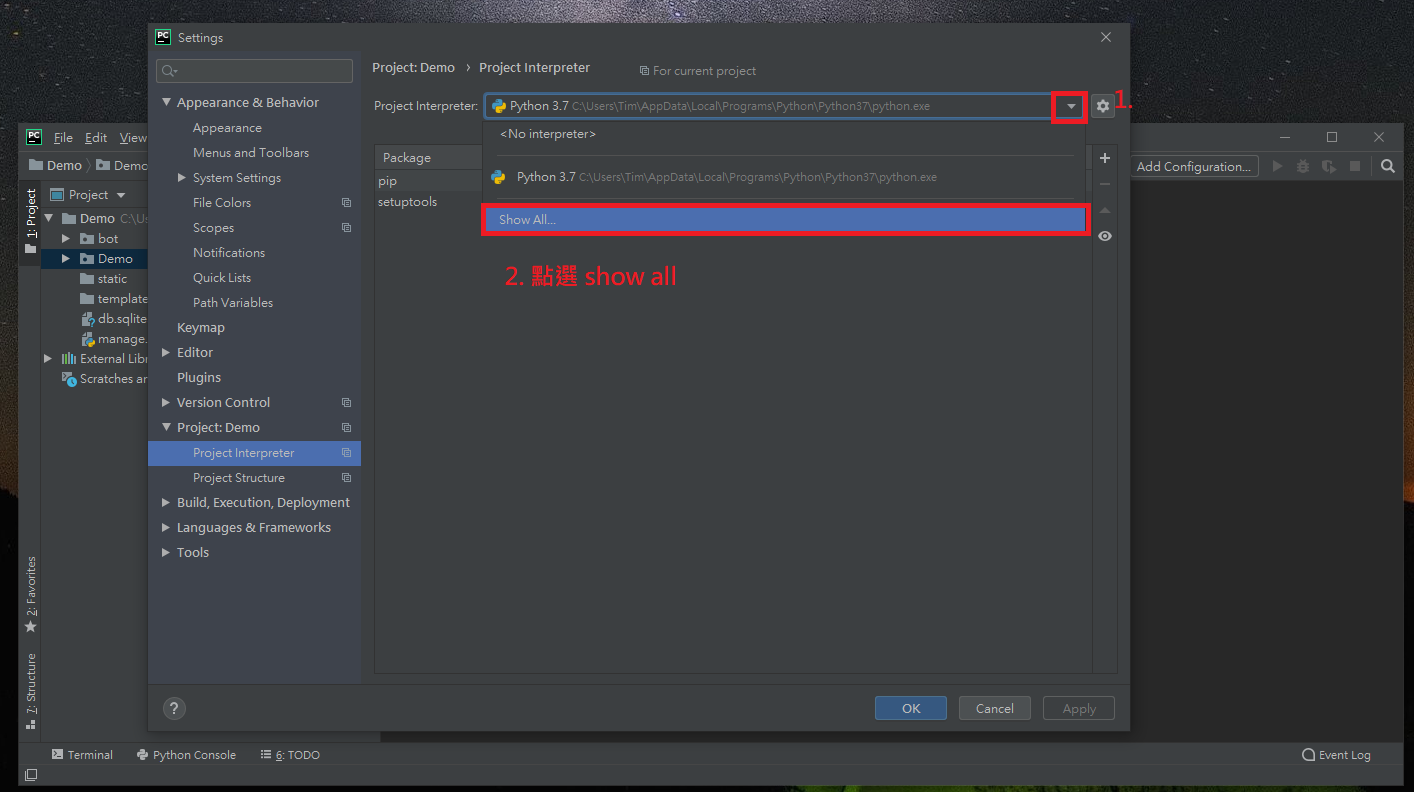 PC Settings
Project: Demo › Project Interpreter For current project
Appearance & Behavior
Appearance
Menus and Toolbars
System Settings
File Colors
Scopes
Notifications
Quick Lists
Path Variables
Keymap
Editor
Plugins
Version Control
Project: Demo
Project Interpreter
Project Structure
Build, Execution, Deployment
Languages & Frameworks
Tools
Project Interpreter: Python 3.7 C:\Users\Tim\AppData\Local\Programs\Python\Python37\python.exe
1.
<No interpreter>
Python 3.7 C:\Users\Tim\AppData\Local\Programs\Python\Python37\python.exe
Show All...
2. 點選 show all
Package
pip
setuptools
?
OK Cancel Apply
PC File Edit View
Demo Demo
Add Configuration...
1: Project
Project
Demo C:\Us
bot
Demo
static
template
db.sqlite
manage.
External Libr
Scratches an
2: Favorites
7: Structure
Terminal Python Console 6: TODO Event Log